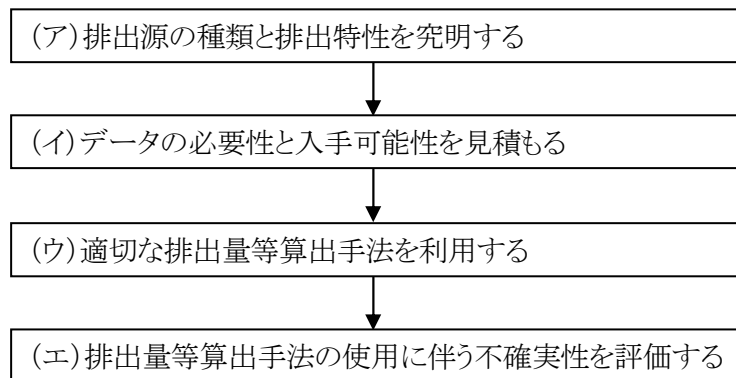 (ア)排出源の種類と排出特性を究明する
(イ)データの必要性と入手可能性を見積もる
(ウ)適切な排出量等算出手法を利用する
(エ)排出量等算出手法の使用に伴う不確実性を評価する